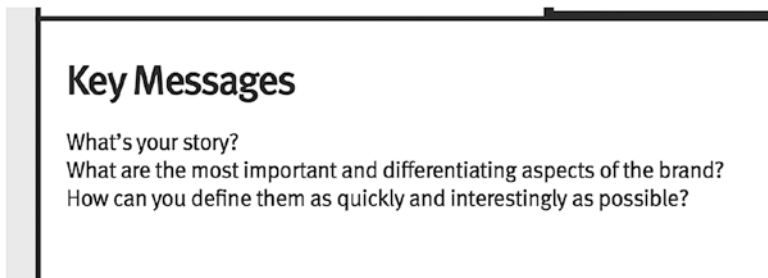 Key Messages
What's your story?
What are the most important and differentiating aspects of the brand?
How can you define them as quickly and interestingly as possible?